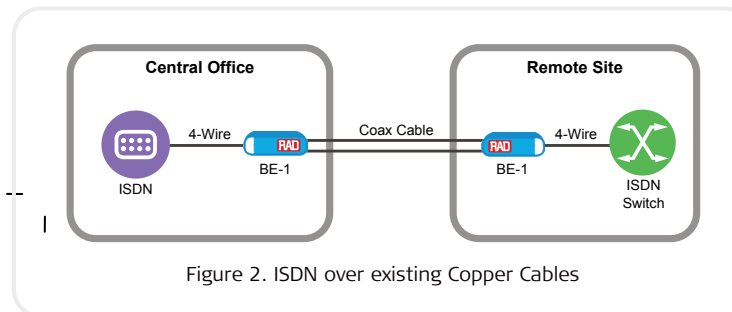 Central Office
Remote Site
4-Wire
RAD
Coax Cable
RAD
4-Wire
ISDN
BE-1
BE-1
ISDN
Switch
Figure 2. ISDN over existing Copper Cables